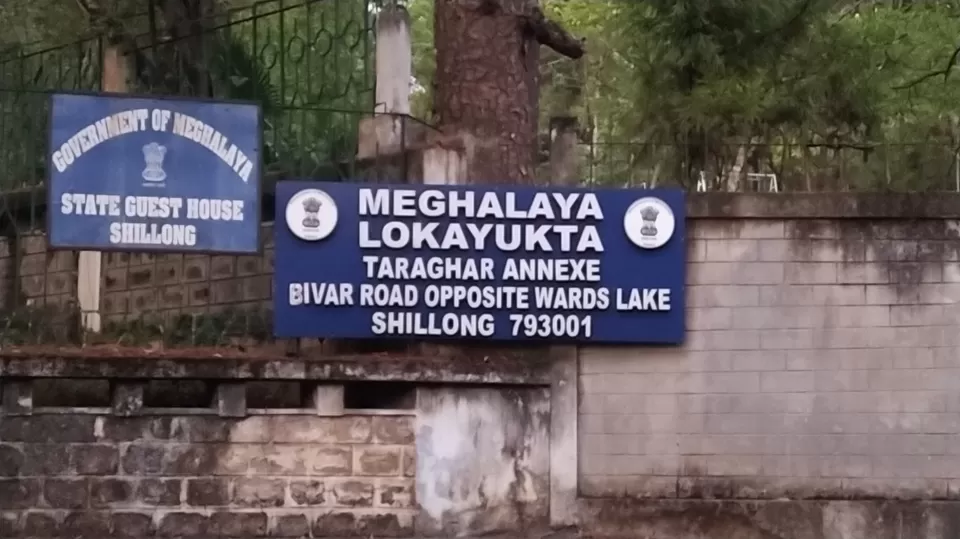 GOVERNMENT OF MEGHALAYA
STATE GUEST HOUSE
SHILLONG
MEGHALAYA
LOKAYUKTA
TARAGHAR ANNEXE
BIVAR ROAD OPPOSITE WARDS LAKE
SHILLONG 793001